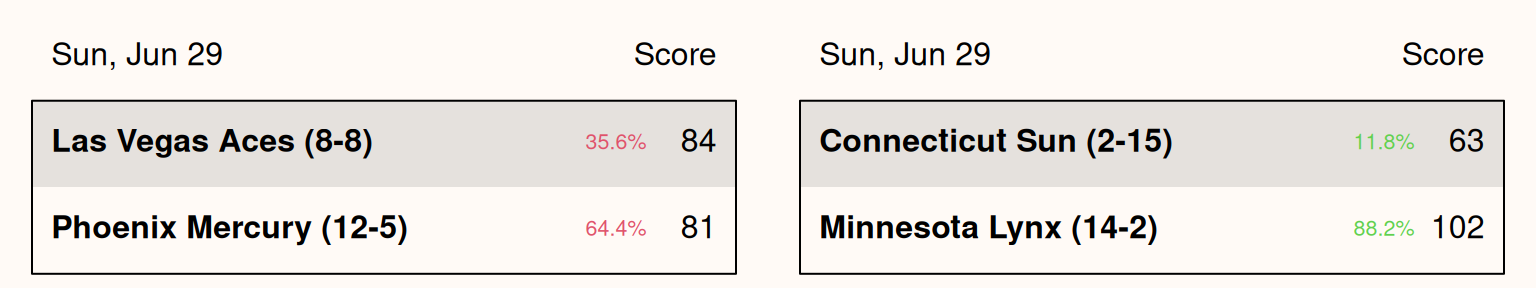 Sun, Jun 29 Score
Las Vegas Aces (8-8) 35.6% 84
Phoenix Mercury (12-5) 64.4% 81
Sun, Jun 29 Score
Connecticut Sun (2-15) 11.8% 63
Minnesota Lynx (14-2) 88.2% 102